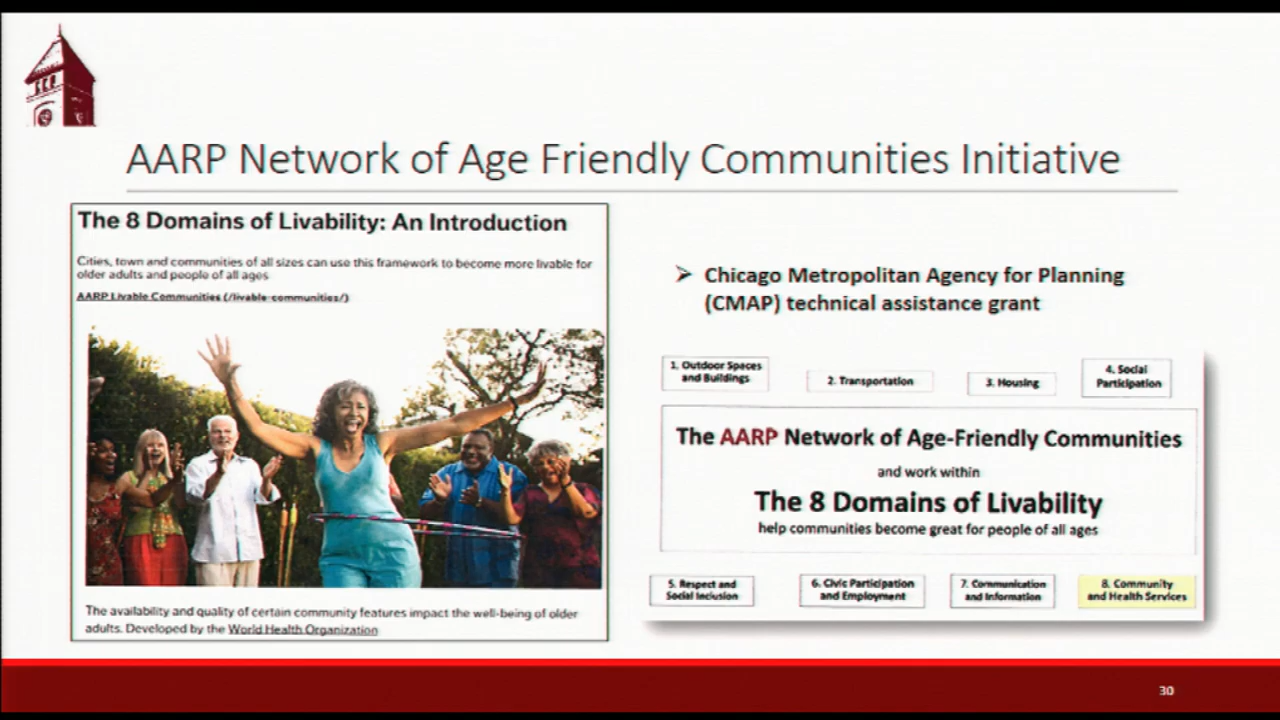 AARP Network of Age Friendly Communities Initiative
The 8 Domains of Livability: An Introduction
Cities, town and communities of all sizes can use this framework to become more livable for
older adults and people of all ages
AARP Livable Communities (/livable-communities/)
The availability and quality of certain community features impact the well-being of older
adults. Developed by the World Health Organization
➢ Chicago Metropolitan Agency for Planning
(CMAP) technical assistance grant
1. Outdoor Spaces
and Buildings
2. Transportation
3. Housing
4. Social
Participation
The AARP Network of Age-Friendly Communities
and work within
The 8 Domains of Livability
help communities become great for people of all ages
5. Respect and
Social Inclusion
6. Civic Participation
and Employment
7. Communication
and Information
8. Community
and Health Services
30